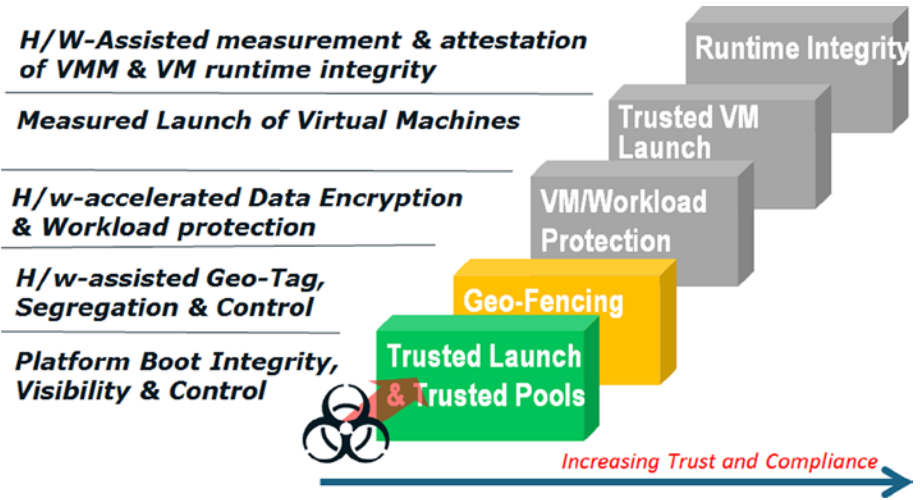 H/W-Assisted measurement & attestation
of VMM & VM runtime integrity
Runtime Integrity
Measured Launch of Virtual Machines
Trusted VM
Launch
H/w-accelerated Data Encryption
& Workload protection
VM/Workload
Protection
H/w-assisted Geo-Tag,
Segregation & Control
Geo-Fencing
Platform Boot Integrity,
Visibility & Control
Trusted Launch
& Trusted Pools
Increasing Trust and Compliance